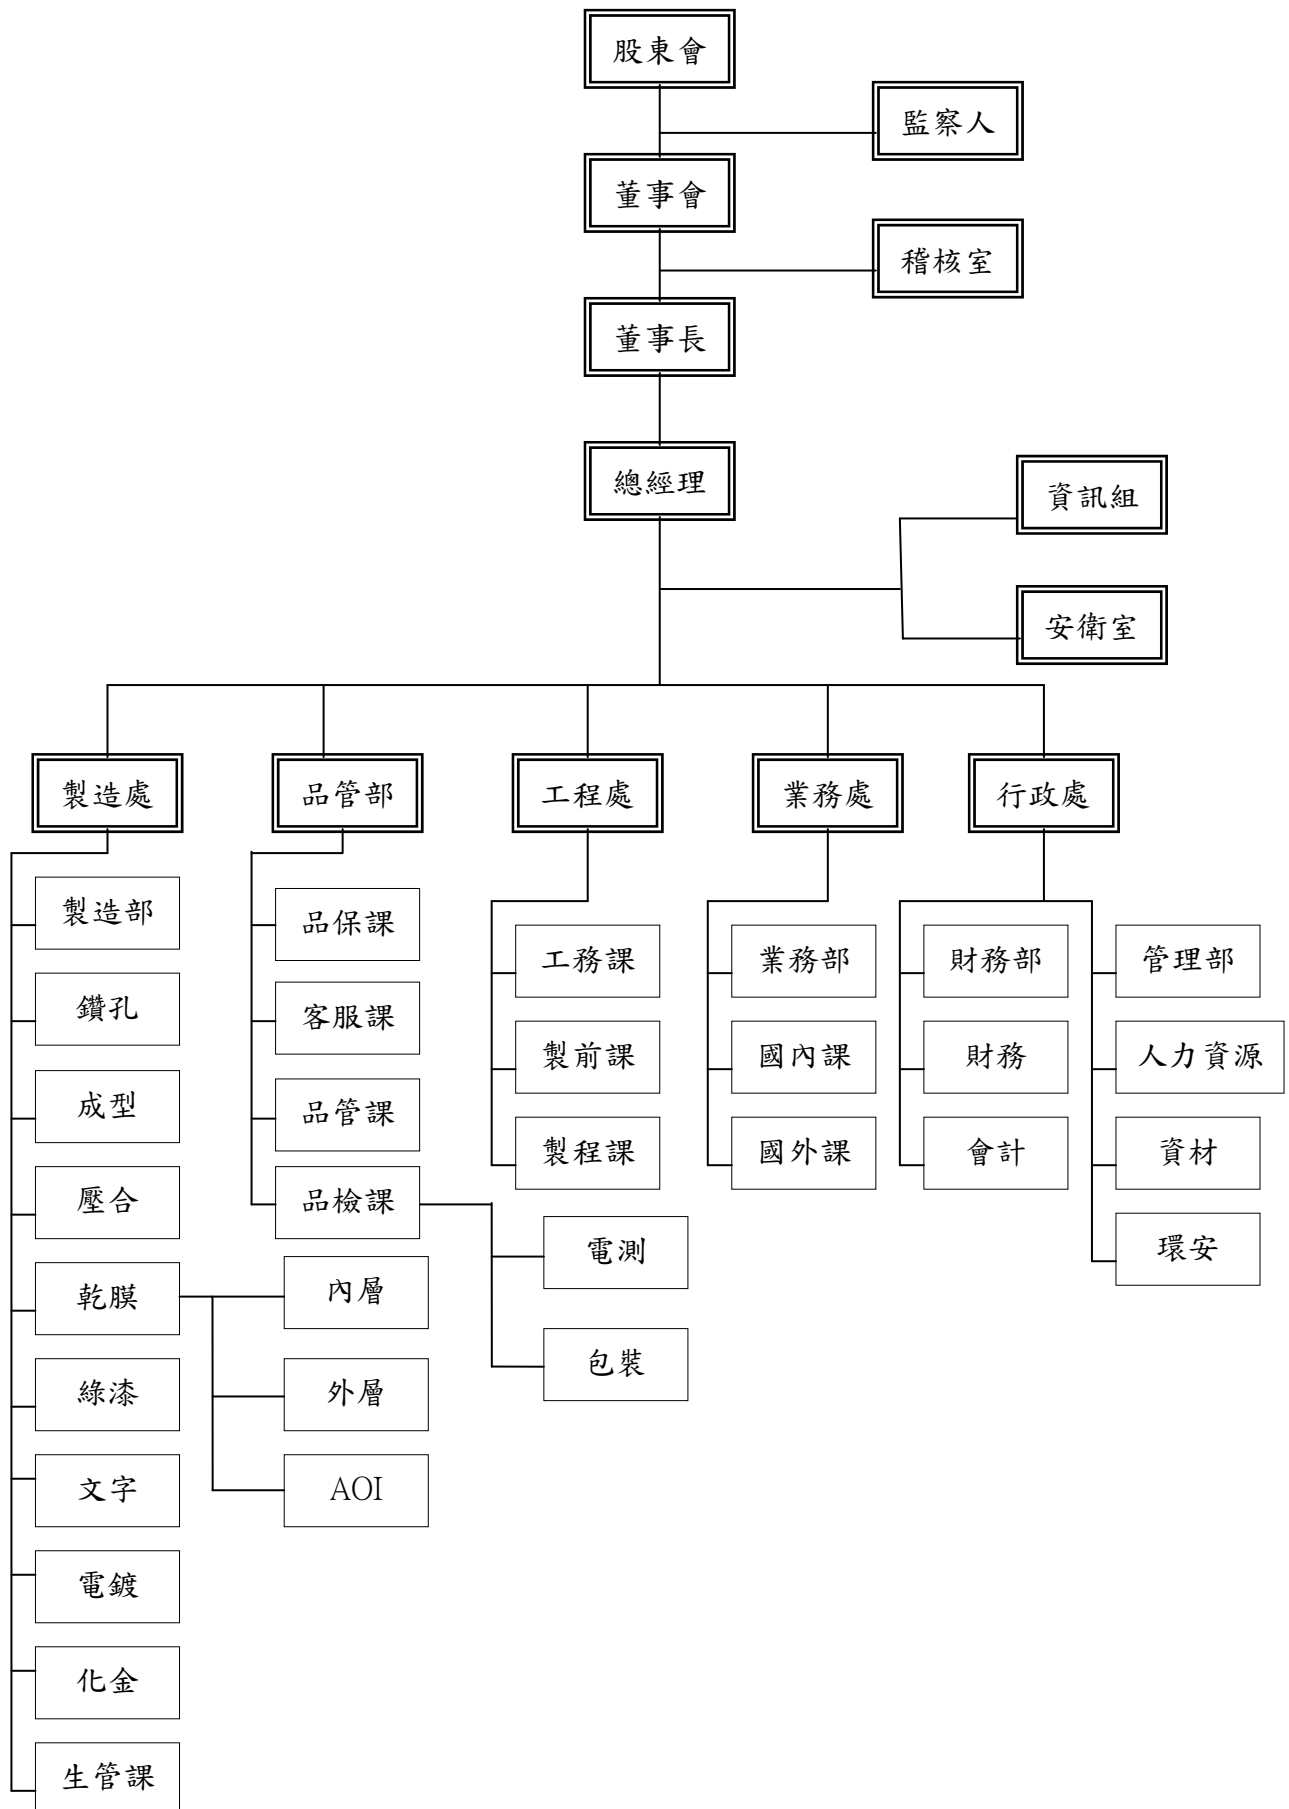 股東會
監察人
董事會
稽核室
董事長
總經理
資訊組
安衛室
製造處
品管部
工程處
業務處
行政處
製造部
鑽孔
成型
壓合
乾膜
綠漆
文字
電鍍
化金
生管課
內層
外層
AOI
品保課
客服課
品管課
品檢課
電測
包裝
工務課
製前課
製程課
業務部
國內課
國外課
財務部
財務
會計
管理部
人力資源
資材
環安